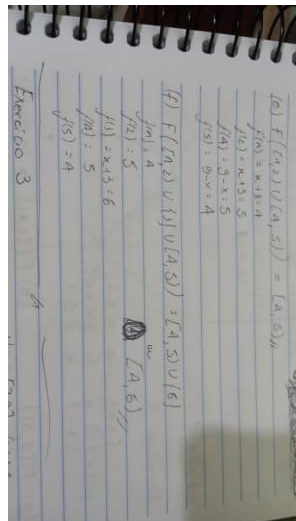 (e) F([1,2) ∪ [4,5)) = [4,5)
f(1) = x+3 = 4
f(2) = x+3 = 5
f(4) = 9-x = 5
f(5) = 9-x = 4
(f) F([1,2) ∪ {3} ∪ [4,5)) = [4,5) ∪ {6}
f(1) = 4
f(2) = 5
ou [4,6)
f(3) = x+3 = 6
f(4) = 5
f(5) = 4
Exercício 3